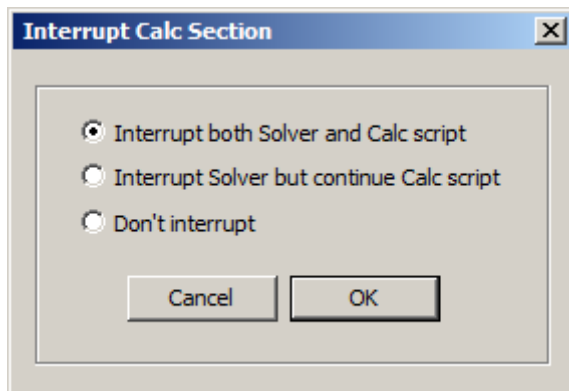 Interrupt Calc Section
Interrupt both Solver and Calc script
Interrupt Solver but continue Calc script
Don't interrupt
Cancel OK